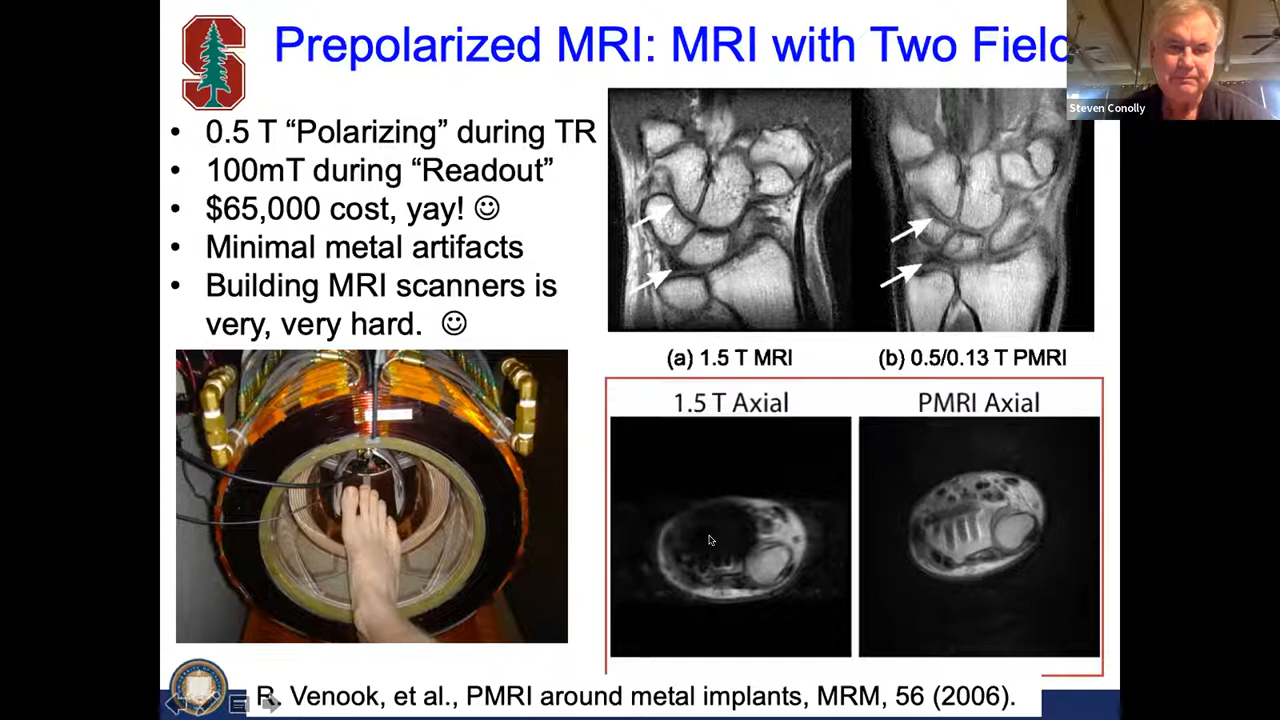 Prepolarized MRI: MRI with Two Field
Steven Conolly
• 0.5 T “Polarizing” during TR
• 100mT during “Readout”
• $65,000 cost, yay! ☺
• Minimal metal artifacts
• Building MRI scanners is
very, very hard. ☺
(a) 1.5 T MRI
(b) 0.5/0.13 T PMRI
1.5 T Axial
PMRI Axial
R. Venook, et al., PMRI around metal implants, MRM, 56 (2006).